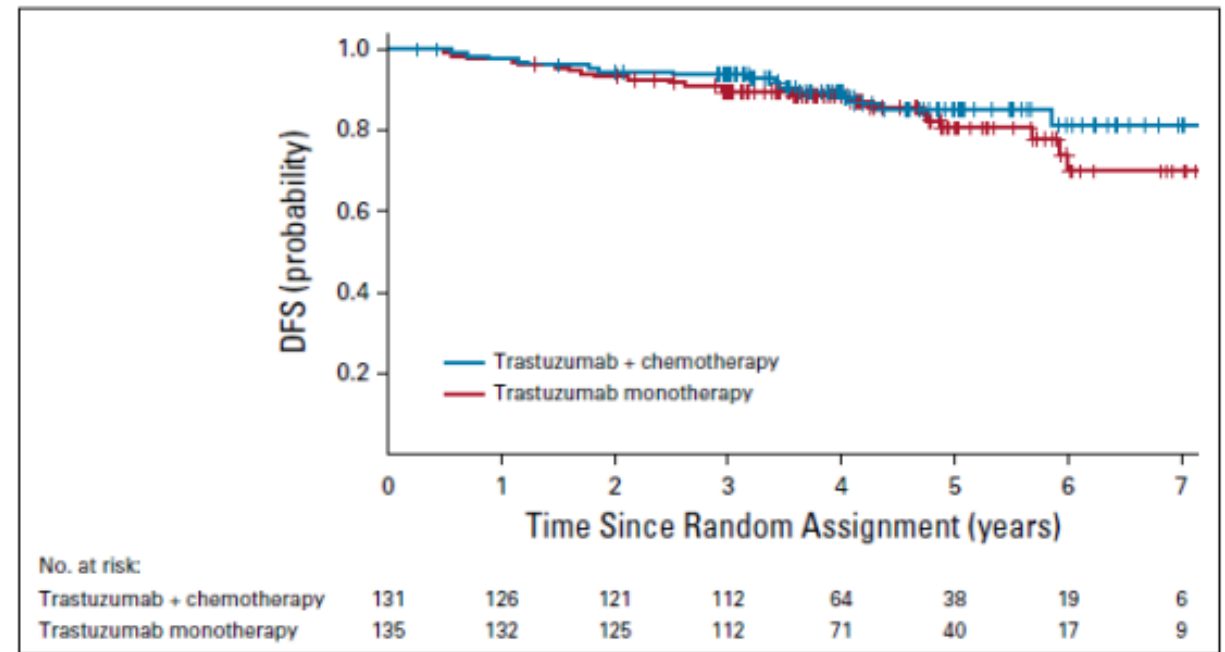 1.0
0.8
0.6
0.4
0.2
DFS (probability)
Trastuzumab + chemotherapy
Trastuzumab monotherapy
0 1 2 3 4 5 6 7
Time Since Random Assignment (years)
No. at risk:
Trastuzumab + chemotherapy 131 126 121 112 64 38 19 6
Trastuzumab monotherapy 135 132 125 112 71 40 17 9